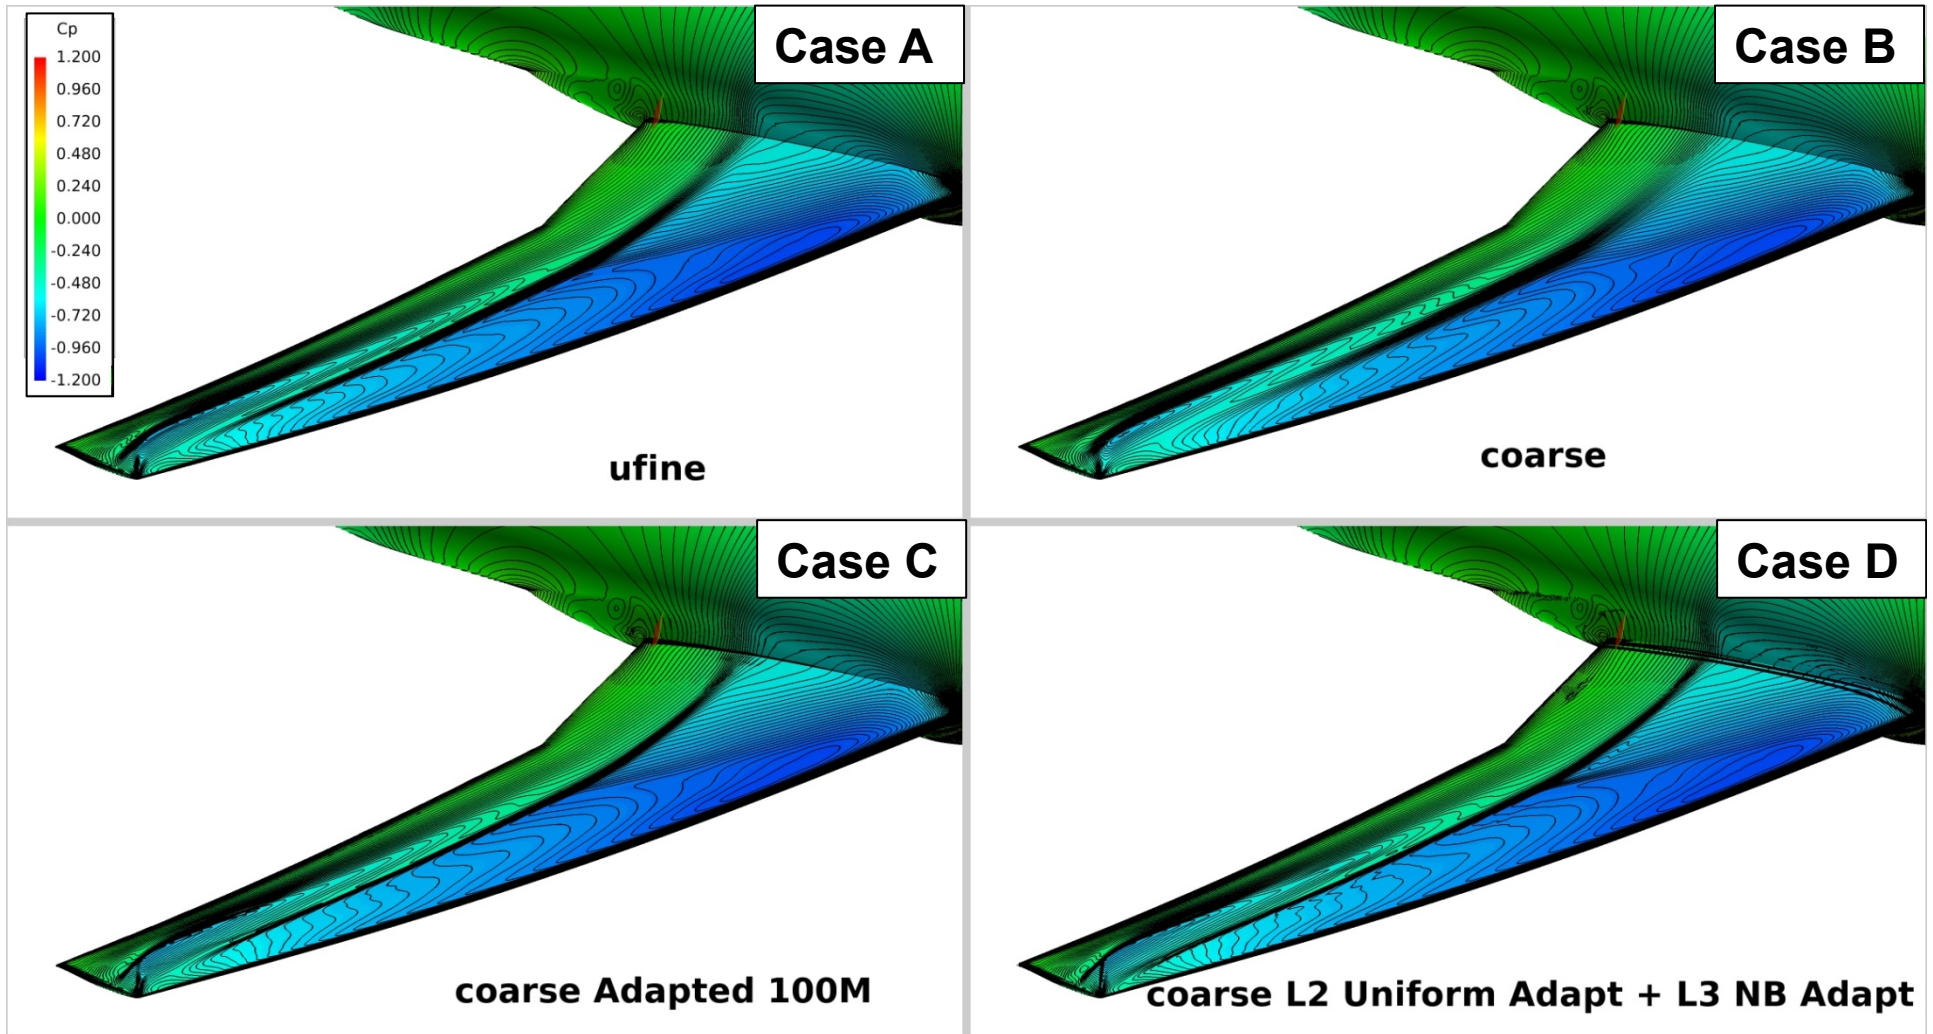 Case A
Cp
1.200
0.960
0.720
0.480
0.240
0.000
-0.240
-0.480
-0.720
-0.960
-1.200
ufine
Case B
coarse
Case C
coarse Adapted 100M
Case D
coarse L2 Uniform Adapt + L3 NB Adapt